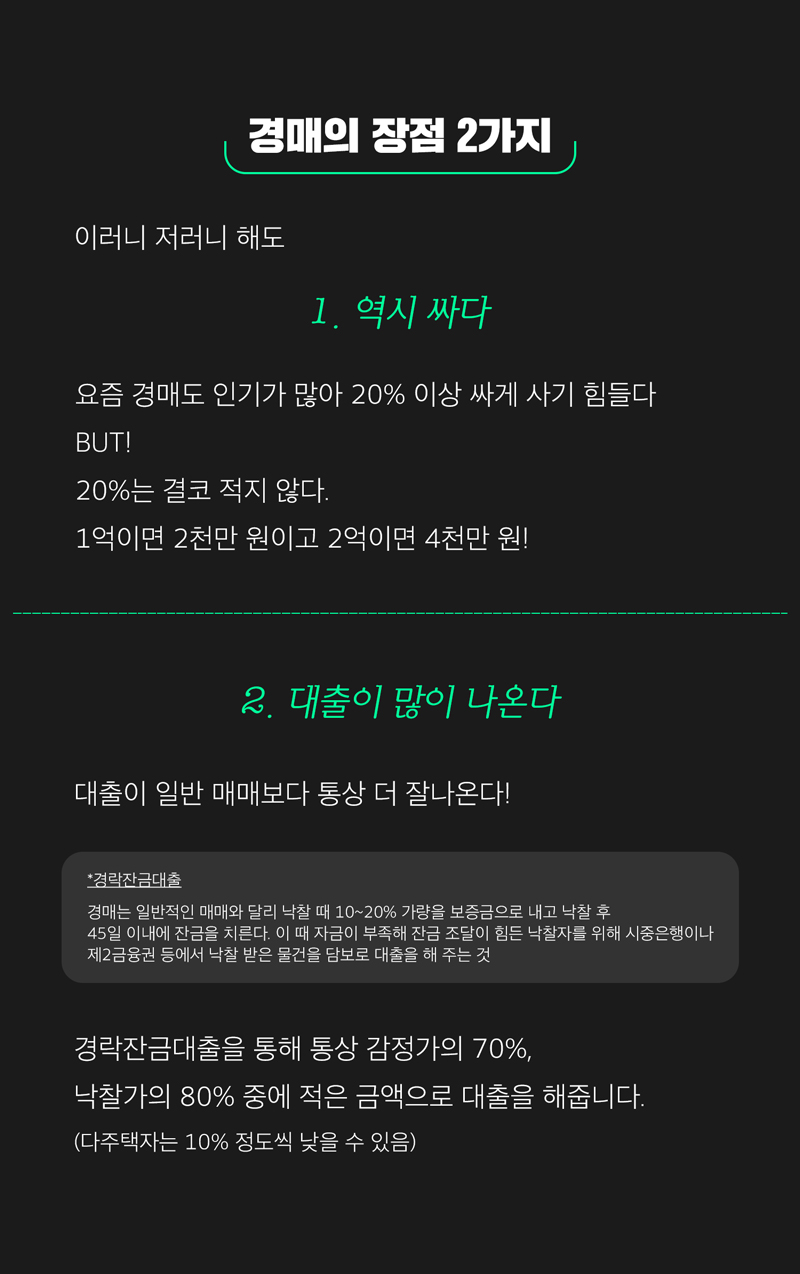 경매의 장점 2가지
이러니 저러니 해도
1. 역시 싸다
요즘 경매도 인기가 많아 20% 이상 싸게 사기 힘들다
BUT!
20%는 결코 적지 않다.
1억이면 2천만 원이고 2억이면 4천만 원!
2. 대출이 많이 나온다
대출이 일반 매매보다 통상 더 잘나온다!
*경락잔금대출
경매는 일반적인 매매와 달리 낙찰 때 10~20% 가량을 보증금으로 내고 낙찰 후
45일 이내에 잔금을 치른다. 이 때 자금이 부족해 잔금 조달이 힘든 낙찰자를 위해 시중은행이나
제2금융권 등에서 낙찰 받은 물건을 담보로 대출을 해 주는 것
경락잔금대출을 통해 통상 감정가의 70%,
낙찰가의 80% 중에 적은 금액으로 대출을 해줍니다.
(다주택자는 10% 정도씩 낮을 수 있음)